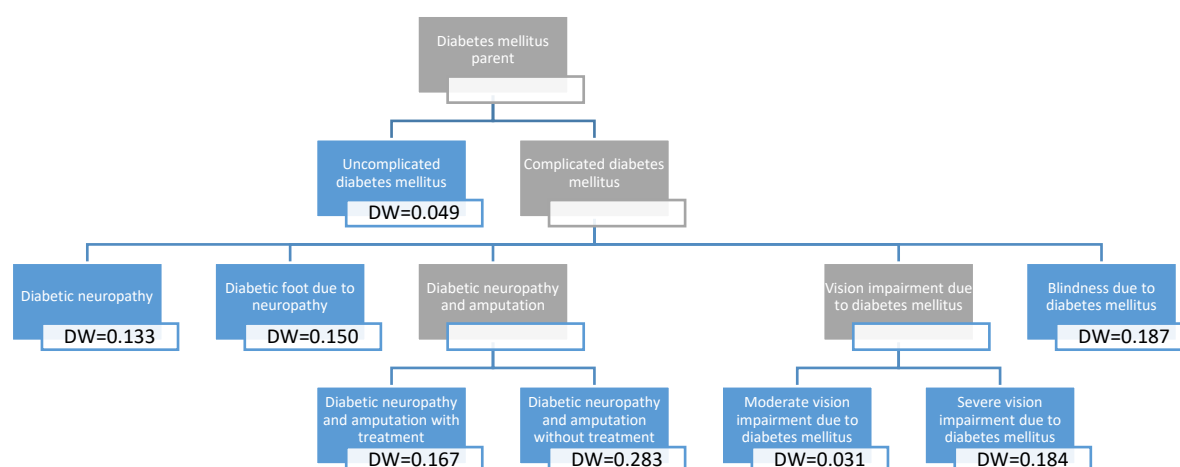 Diabetes mellitus
parent
Uncomplicated
diabetes mellitus
DW=0.049
Complicated diabetes
mellitus
Diabetic neuropathy
DW=0.133
Diabetic foot due to
neuropathy
DW=0.150
Diabetic neuropathy
and amputation
Vision impairment due
to diabetes mellitus
Blindness due to
diabetes mellitus
DW=0.187
Diabetic neuropathy
and amputation with
treatment
DW=0.167
Diabetic neuropathy
and amputation
without treatment
DW=0.283
Moderate vision
impairment due to
diabetes mellitus
DW=0.031
Severe vision
impairment due to
diabetes mellitus
DW=0.184